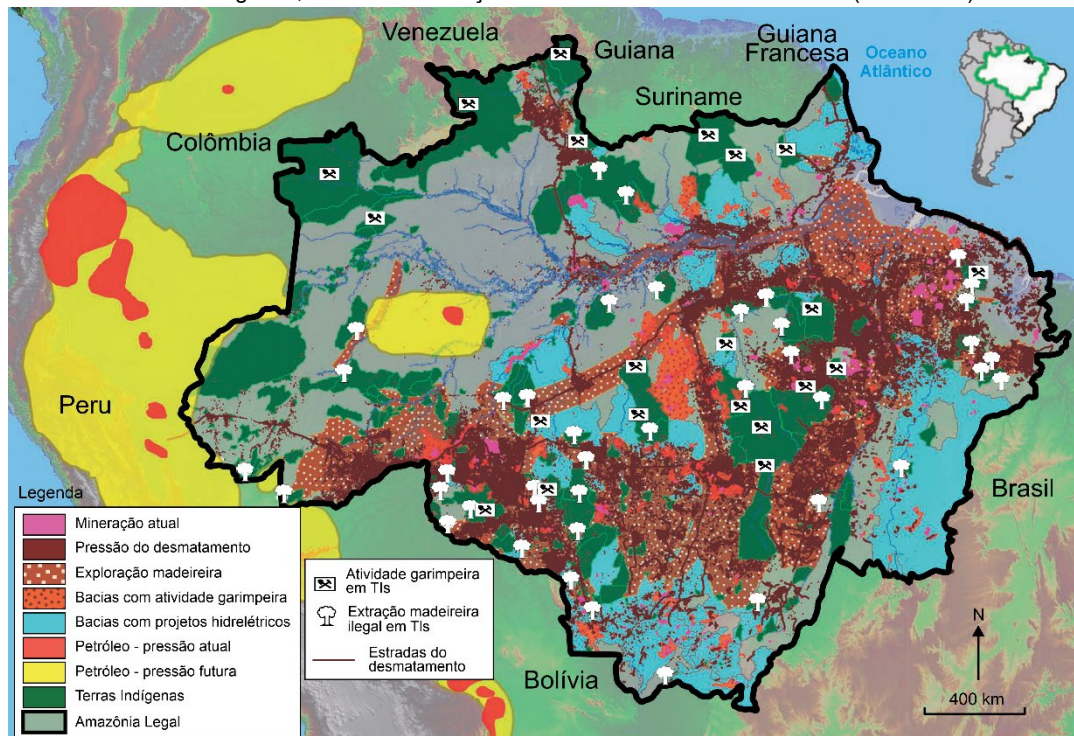 Venezuela
Guiana
Guiana
Francesa
Oceano
Atlântico
Suriname
Colômbia
Peru
Brasil
Bolívia
Legenda
Mineração atual
Pressão do desmatamento
Exploração madeireira
Bacias com atividade garimpeira
Bacias com projetos hidrelétricos
Petróleo - pressão atual
Petróleo - pressão futura
Terras Indígenas
Amazônia Legal
Atividade garimpeira
em TIs
Extração madeireira
ilegal em TIs
Estradas do
desmatamento
N
400 km